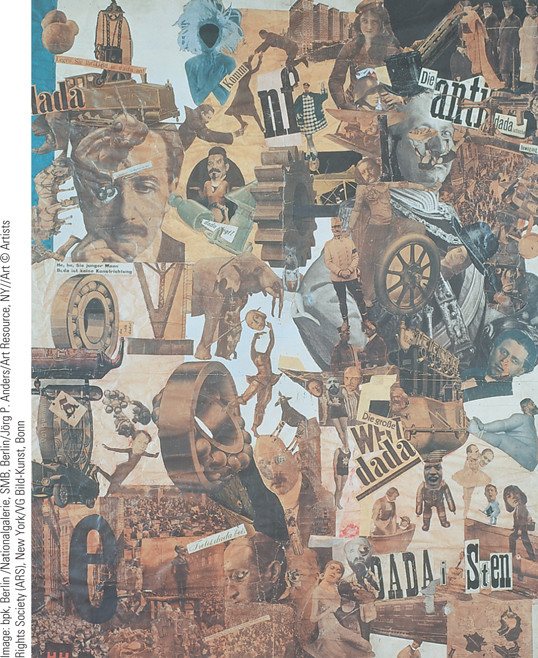 Image: bpk, Berlin /Nationalgalerie, SMB, Berlin/Jörg P. Anders/Art Resource, NY//Art © Artists
Rights Society (ARS), New York/VG Bild-Kunst, Bonn
dada
Komm
nf
Die
anti
dada
He, he, Sie junger Mann
Dada ist keine Kunstrichtung
Die große
Welt
dada
e
DADAisten